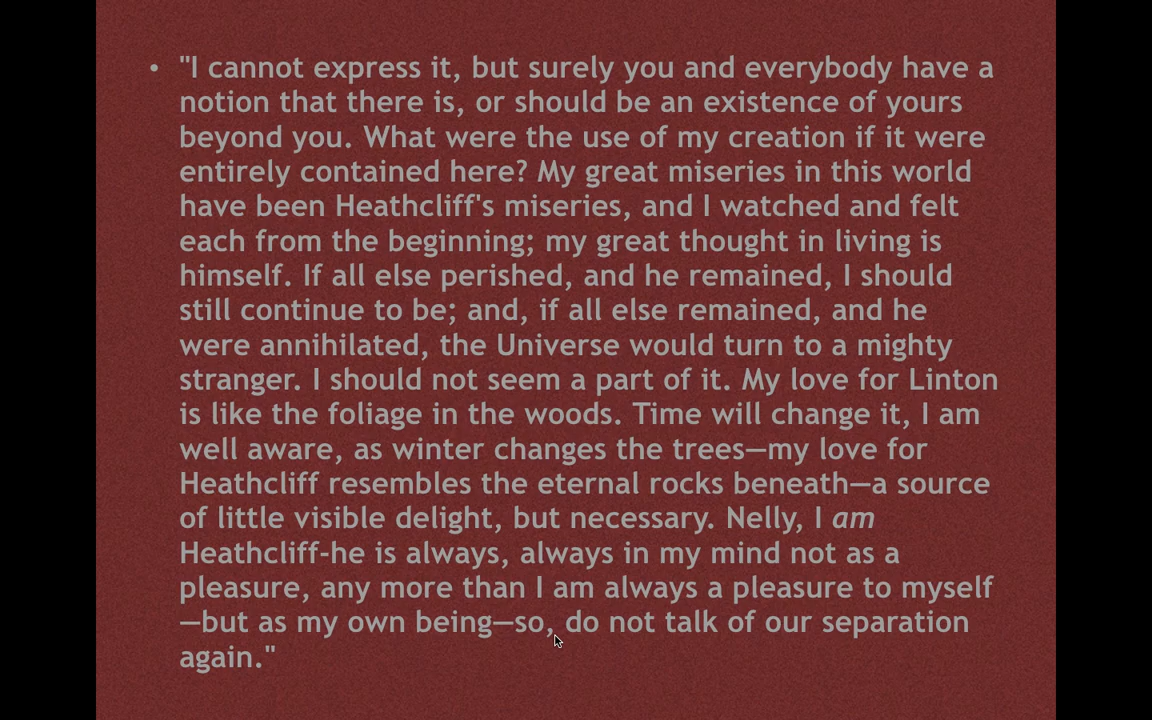 • "I cannot express it, but surely you and everybody have a
notion that there is, or should be an existence of yours
beyond you. What were the use of my creation if it were
entirely contained here? My great miseries in this world
have been Heathcliff's miseries, and I watched and felt
each from the beginning; my great thought in living is
himself. If all else perished, and he remained, I should
still continue to be; and, if all else remained, and he
were annihilated, the Universe would turn to a mighty
stranger. I should not seem a part of it. My love for Linton
is like the foliage in the woods. Time will change it, I am
well aware, as winter changes the trees—my love for
Heathcliff resembles the eternal rocks beneath—a source
of little visible delight, but necessary. Nelly, I am
Heathcliff-he is always, always in my mind not as a
pleasure, any more than I am always a pleasure to myself
—but as my own being—so, do not talk of our separation
again."